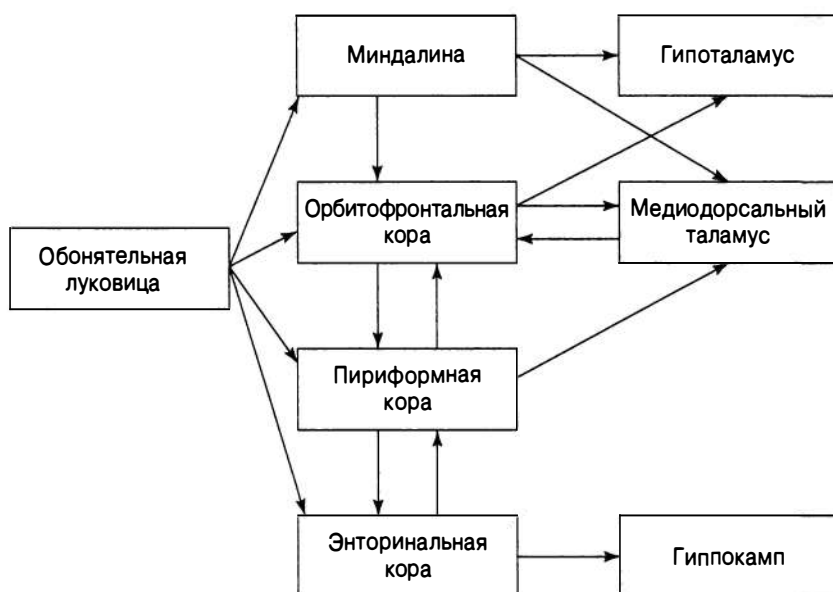 Миндалина
Гипоталамус
Орбитофронтальная
кора
Медиодорсальный
таламус
Обонятельная
луковица
Пириформная
кора
Энторинальная
кора
Гиппокамп